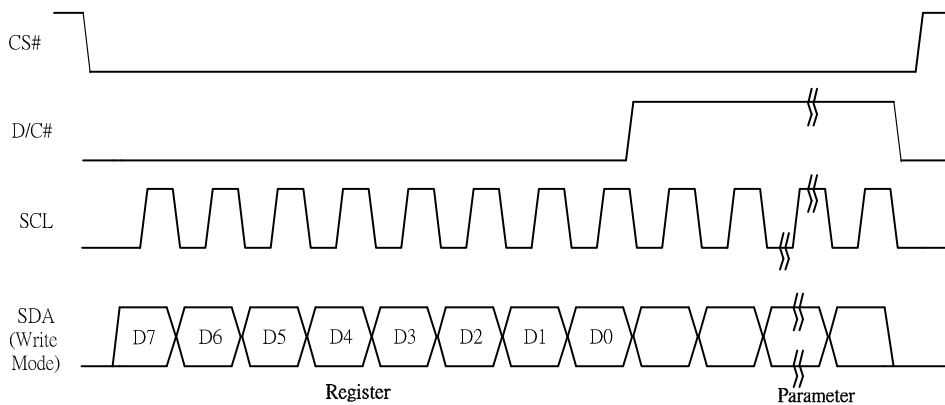 CS#
D/C#
SCL
SDA
(Write
Mode)
D7 D6 D5 D4 D3 D2 D1 D0
Register
Parameter